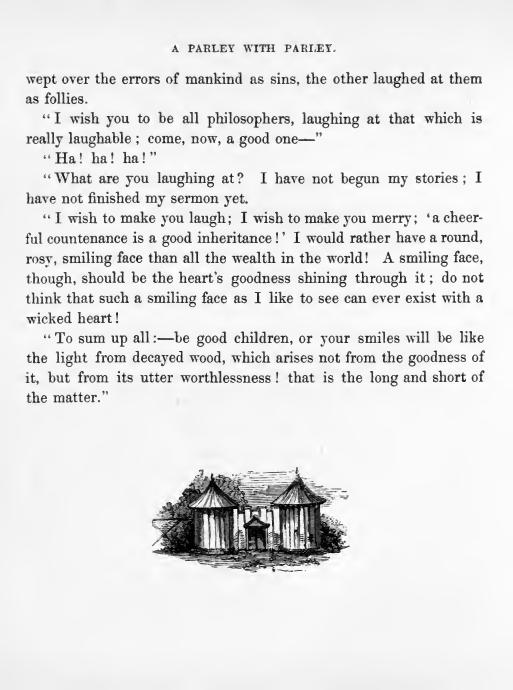 A PARLEY WITH PARLEY.
wept over the errors of mankind as sins, the other laughed at them
as follies.
“I wish you to be all philosophers, laughing at that which is
really laughable; come, now, a good one—”
“Ha! ha! ha!”
“What are you laughing at? I have not begun my stories; I
have not finished my sermon yet.
“I wish to make you laugh; I wish to make you merry; ‘a cheer-
ful countenance is a good inheritance!’ I would rather have a round,
rosy, smiling face than all the wealth in the world! A smiling face,
though, should be the heart’s goodness shining through it; do not
think that such a smiling face as I like to see can ever exist with a
wicked heart!
“To sum up all:—be good children, or your smiles will be like
the light from decayed wood, which arises not from the goodness of
it, but from its utter worthlessness! that is the long and short of
the matter.”